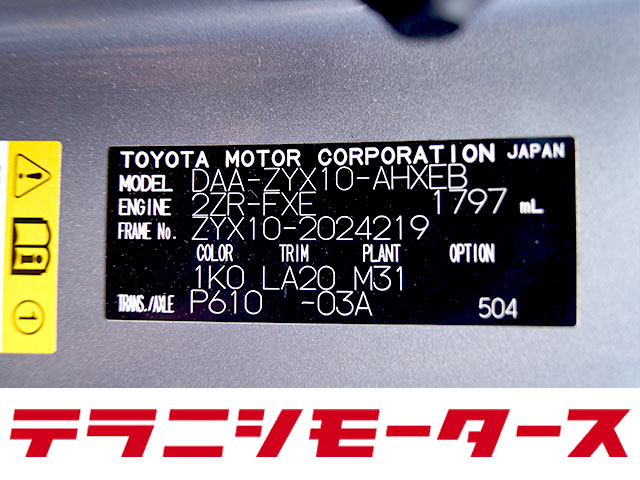 TOYOTA MOTOR CORPORATION JAPAN
MODEL DAA-ZYX10-AHXEB
ENGINE 2ZR-FXE 1797 mL
FRAME No. ZYX10-2024219
COLOR TRIM PLANT OPTION
1K0 LA20 M31
TRANS./AXLE P610 -03A 504
1
テラニシモータース